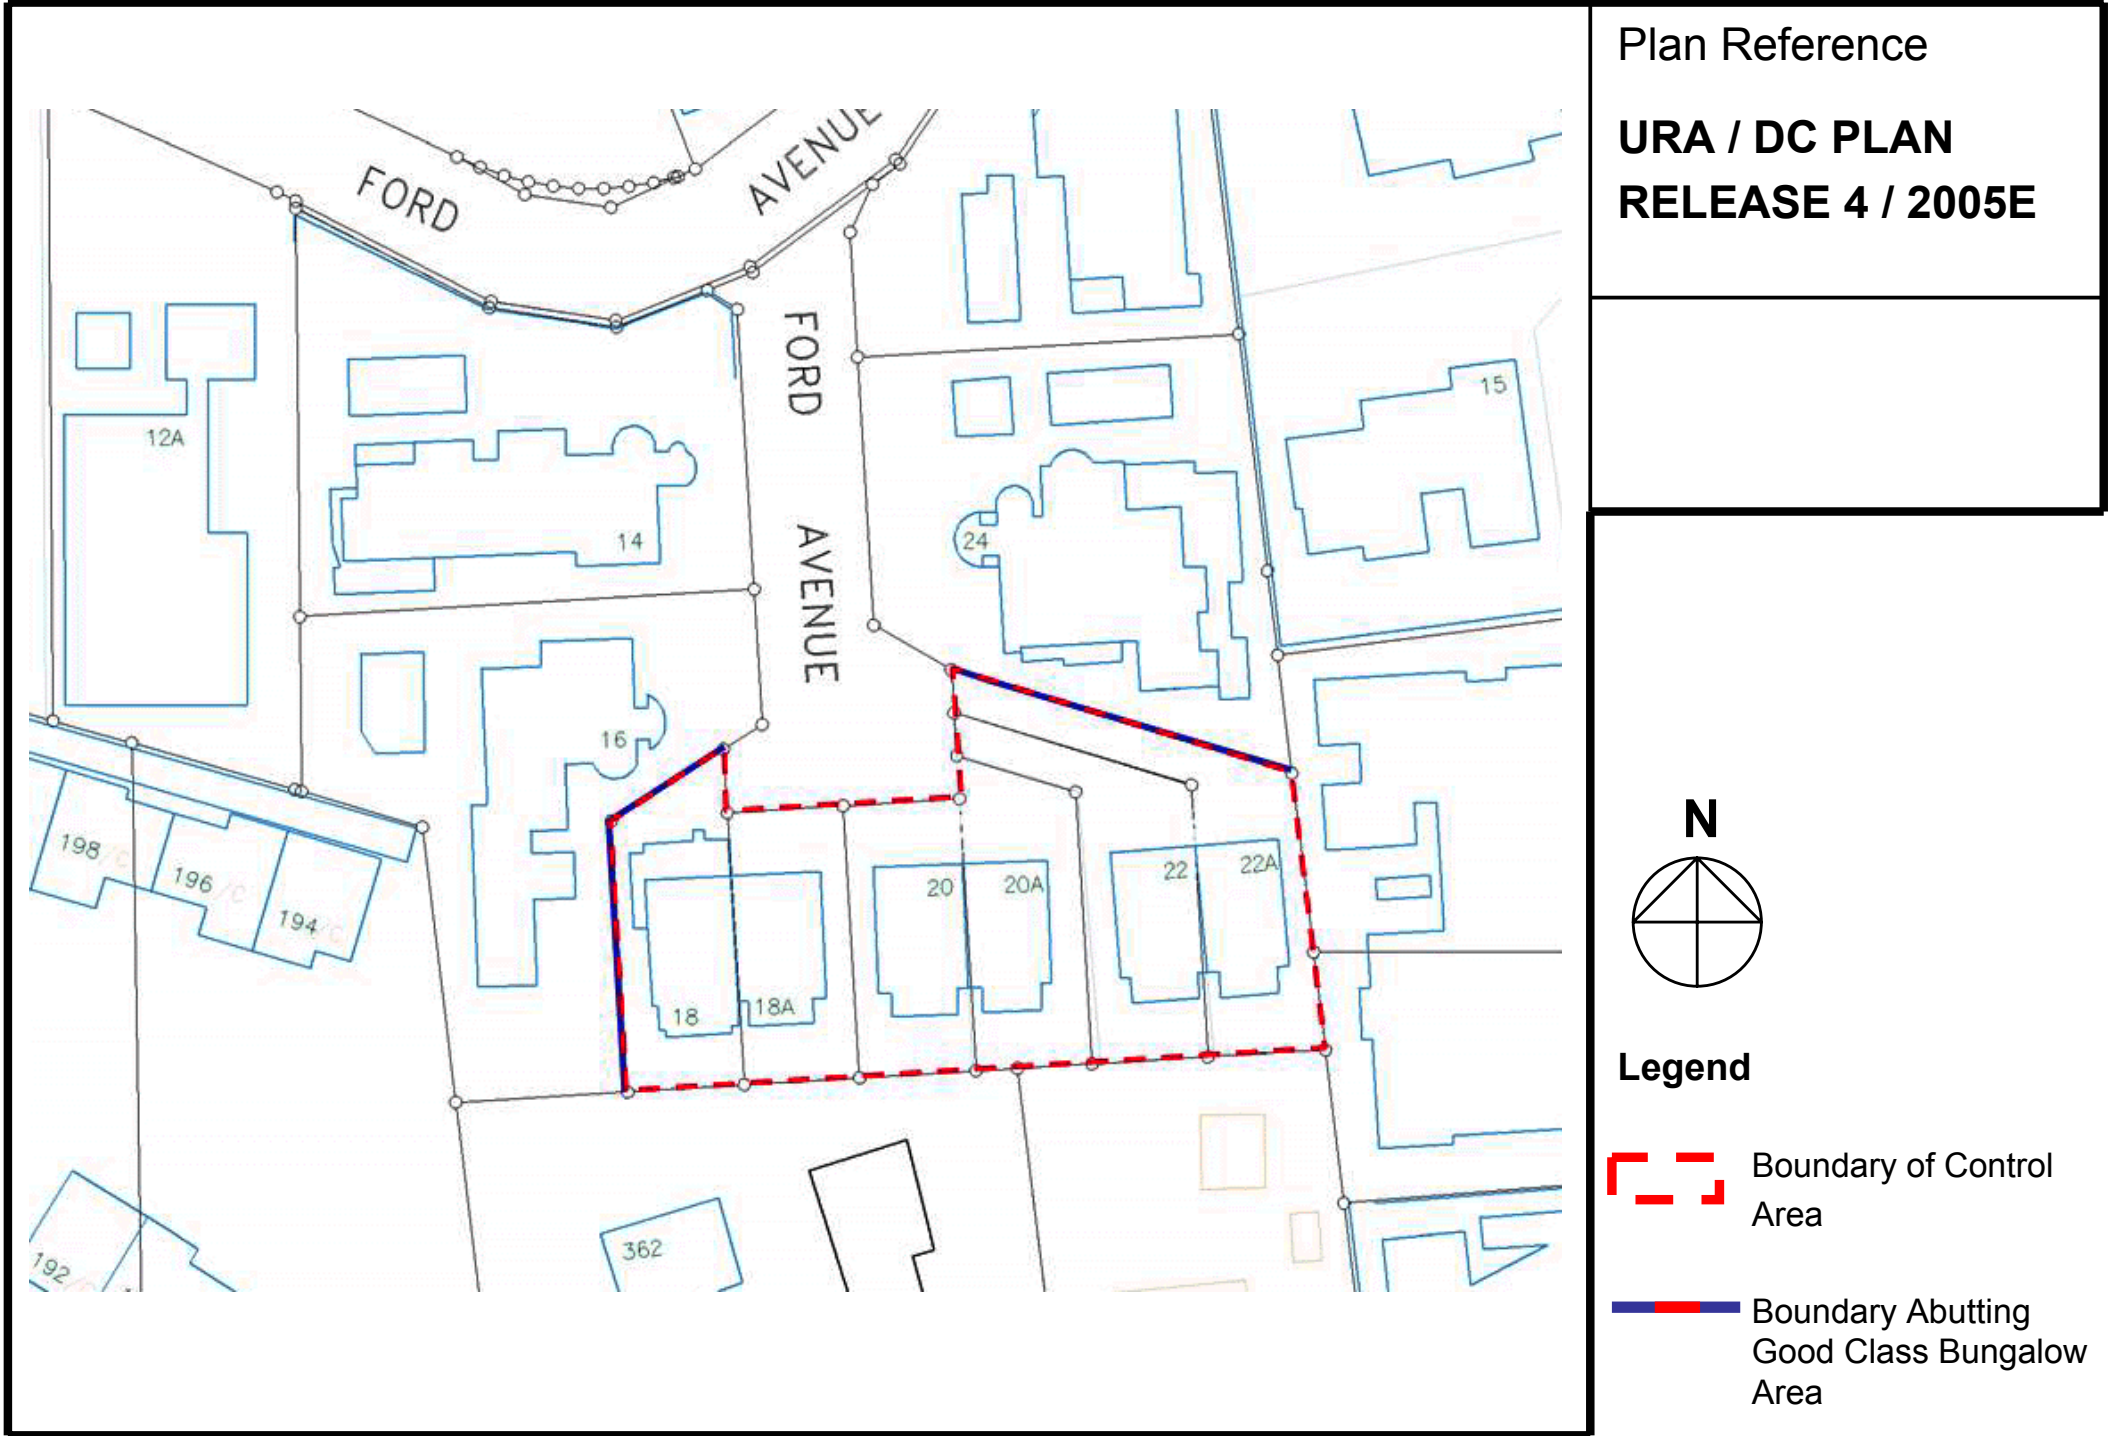 Plan Reference
URA / DC PLAN
RELEASE 4 / 2005E
FORD
AVENUE
FORD
AVENUE
12A
14
15
24
16
198/C
196/C
194/C
20
20A
22
22A
18
18A
192
362
N
Legend
Boundary of Control
Area
Boundary Abutting
Good Class Bungalow
Area